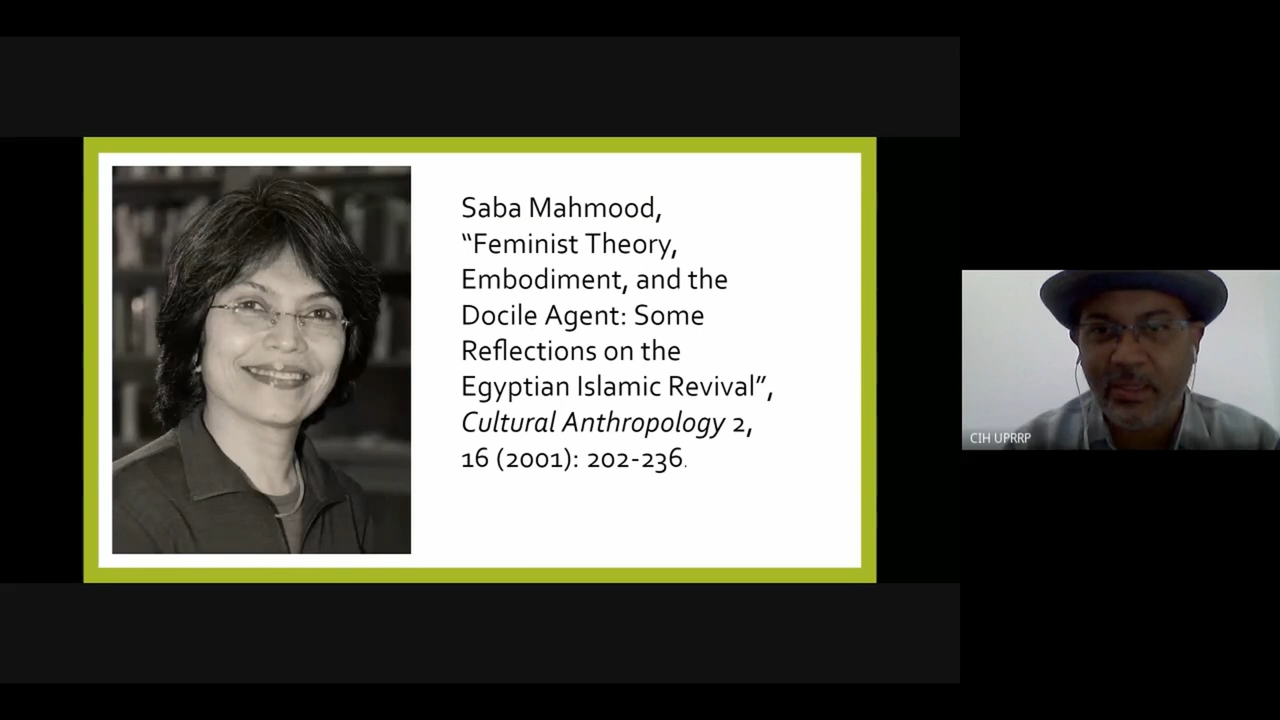 Saba Mahmood,
“Feminist Theory,
Embodiment, and the
Docile Agent: Some
Reflections on the
Egyptian Islamic Revival”,
Cultural Anthropology 2,
16 (2001): 202-236.
CIH UPRRP